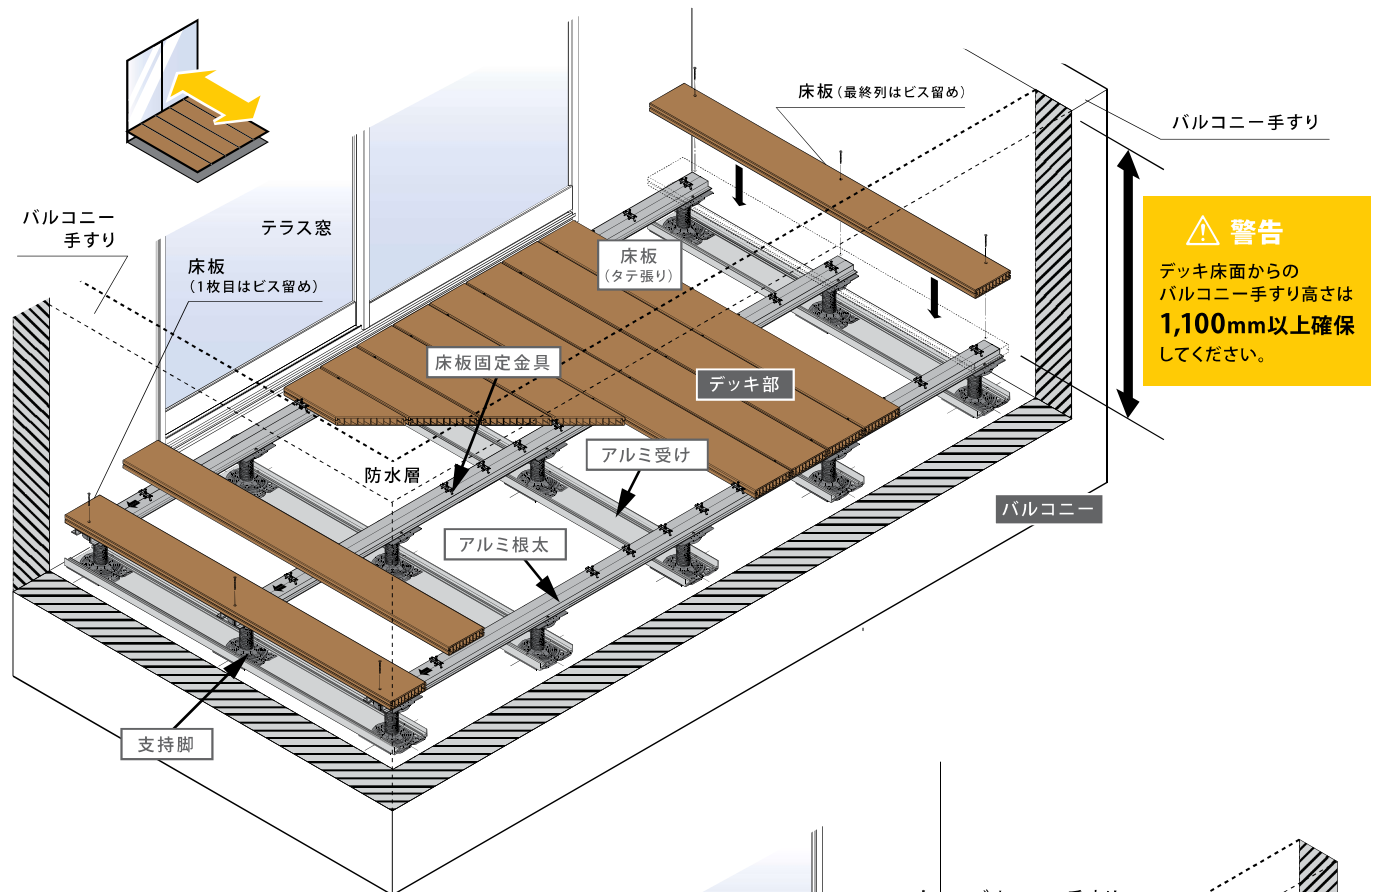 床板（最終列はビス留め）
バルコニー手すり
バルコニー
手すり
テラス窓
床板
（1枚目はビス留め）
床板
（タテ張り）
警告
デッキ床面からの
バルコニー手すり高さは
1,100mm以上確保
してください。
床板固定金具
デッキ部
防水層
アルミ受け
バルコニー
アルミ根太
支持脚